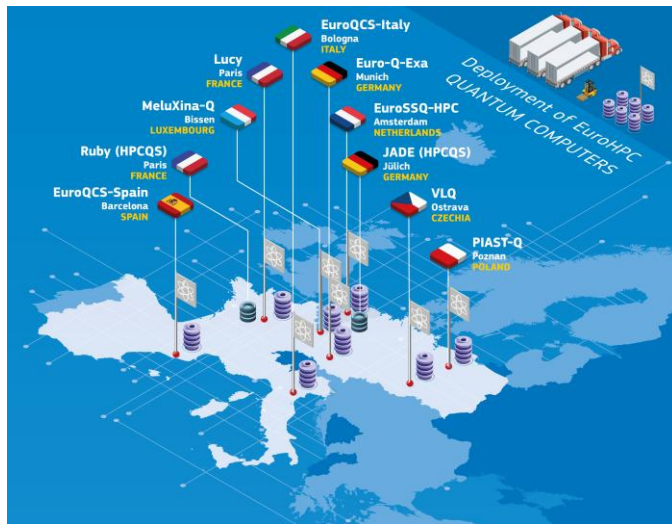 EuroQCS-Italy
Bologna
ITALY
Lucy
Paris
FRANCE
Euro-Q-Exa
Munich
GERMANY
MeluXina-Q
Bissen
LUXEMBOURG
EuroSSQ-HPC
Amsterdam
NETHERLANDS
Ruby (HPCQS)
Paris
FRANCE
JADE (HPCQS)
Jülich
GERMANY
EuroQCS-Spain
Barcelona
SPAIN
VLQ
Ostrava
CZECHIA
PIAST-Q
Poznan
POLAND
Deployment of EuroHPC
QUANTUM COMPUTERS